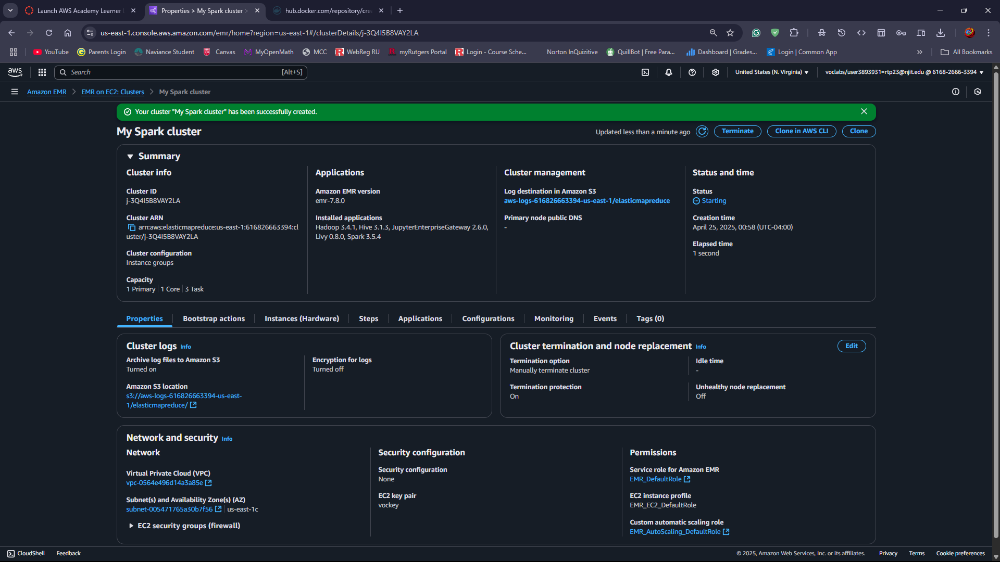 Launch AWS Academy Learner
Properties > My Spark cluster >
hub.docker.com/repository/crea
us-east-1.console.aws.amazon.com/emr/home?region=us-east-1#/clusterDetails/j-3Q4I5B8VAY2LA
YouTube
Parents Login
Naviance Student
Canvas
MyOpenMath
MCC
WebReg RU
myRutgers Portal
Login - Course Sche...
Norton InQuizitive
QuillBot | Free Para...
Dashboard | Grades...
Login | Common App
All Bookmarks
aws
Search
[Alt+S]
United States (N. Virginia)
voclabs/user3893931=rtp23@njit.edu @ 6168-2666-3394
Amazon EMR
EMR on EC2: Clusters
My Spark cluster
Your cluster "My Spark cluster" has been successfully created.
My Spark cluster
Updated less than a minute ago
Terminate
Clone in AWS CLI
Clone
Summary
Cluster info
Cluster ID
j-3Q4I5B8VAY2LA
Cluster ARN
arn:aws:elasticmapreduce:us-east-1:616826663394:cl
uster/j-3Q4I5B8VAY2LA
Cluster configuration
Instance groups
Capacity
1 Primary | 1 Core | 3 Task
Applications
Amazon EMR version
emr-7.8.0
Installed applications
Hadoop 3.4.1, Hive 3.1.3, JupyterEnterpriseGateway 2.6.0,
Livy 0.8.0, Spark 3.5.4
Cluster management
Log destination in Amazon S3
aws-logs-616826663394-us-east-1/elasticmapreduce
Primary node public DNS
-
Status and time
Status
Starting
Creation time
April 25, 2025, 00:58 (UTC-04:00)
Elapsed time
1 second
Properties
Bootstrap actions
Instances (Hardware)
Steps
Applications
Configurations
Monitoring
Events
Tags (0)
Cluster logs Info
Archive log files to Amazon S3
Turned on
Amazon S3 location
s3://aws-logs-616826663394-us-east-
1/elasticmapreduce/
Encryption for logs
Turned off
Cluster termination and node replacement Info
Edit
Termination option
Manually terminate cluster
Idle time
-
Termination protection
On
Unhealthy node replacement
Off
Network and security Info
Network
Virtual Private Cloud (VPC)
vpc-0564e496d14a3a85e
Subnet(s) and Availability Zone(s) (AZ)
subnet-005471765a30b7f56 | us-east-1c
EC2 security groups (firewall)
Security configuration
Security configuration
None
EC2 key pair
vockey
Permissions
Service role for Amazon EMR
EMR_DefaultRole
EC2 instance profile
EMR_EC2_DefaultRole
Custom automatic scaling role
EMR_AutoScaling_DefaultRole
CloudShell
Feedback
© 2025, Amazon Web Services, Inc. or its affiliates.
Privacy
Terms
Cookie preferences